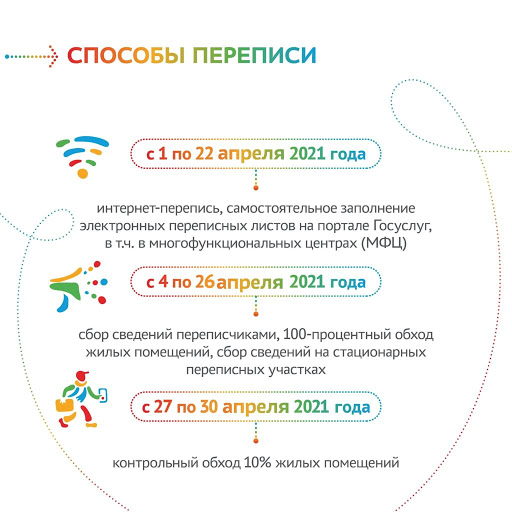 СПОСОБЫ ПЕРЕПИСИ
с 1 по 22 апреля 2021 года
интернет-перепись, самостоятельное заполнение
электронных переписных листов на портале Госуслуг,
в т.ч. в многофункциональных центрах (МФЦ)
с 4 по 26 апреля 2021 года
сбор сведений переписчиками, 100-процентный обход
жилых помещений, сбор сведений на стационарных
переписных участках
с 27 по 30 апреля 2021 года
контрольный обход 10% жилых помещений